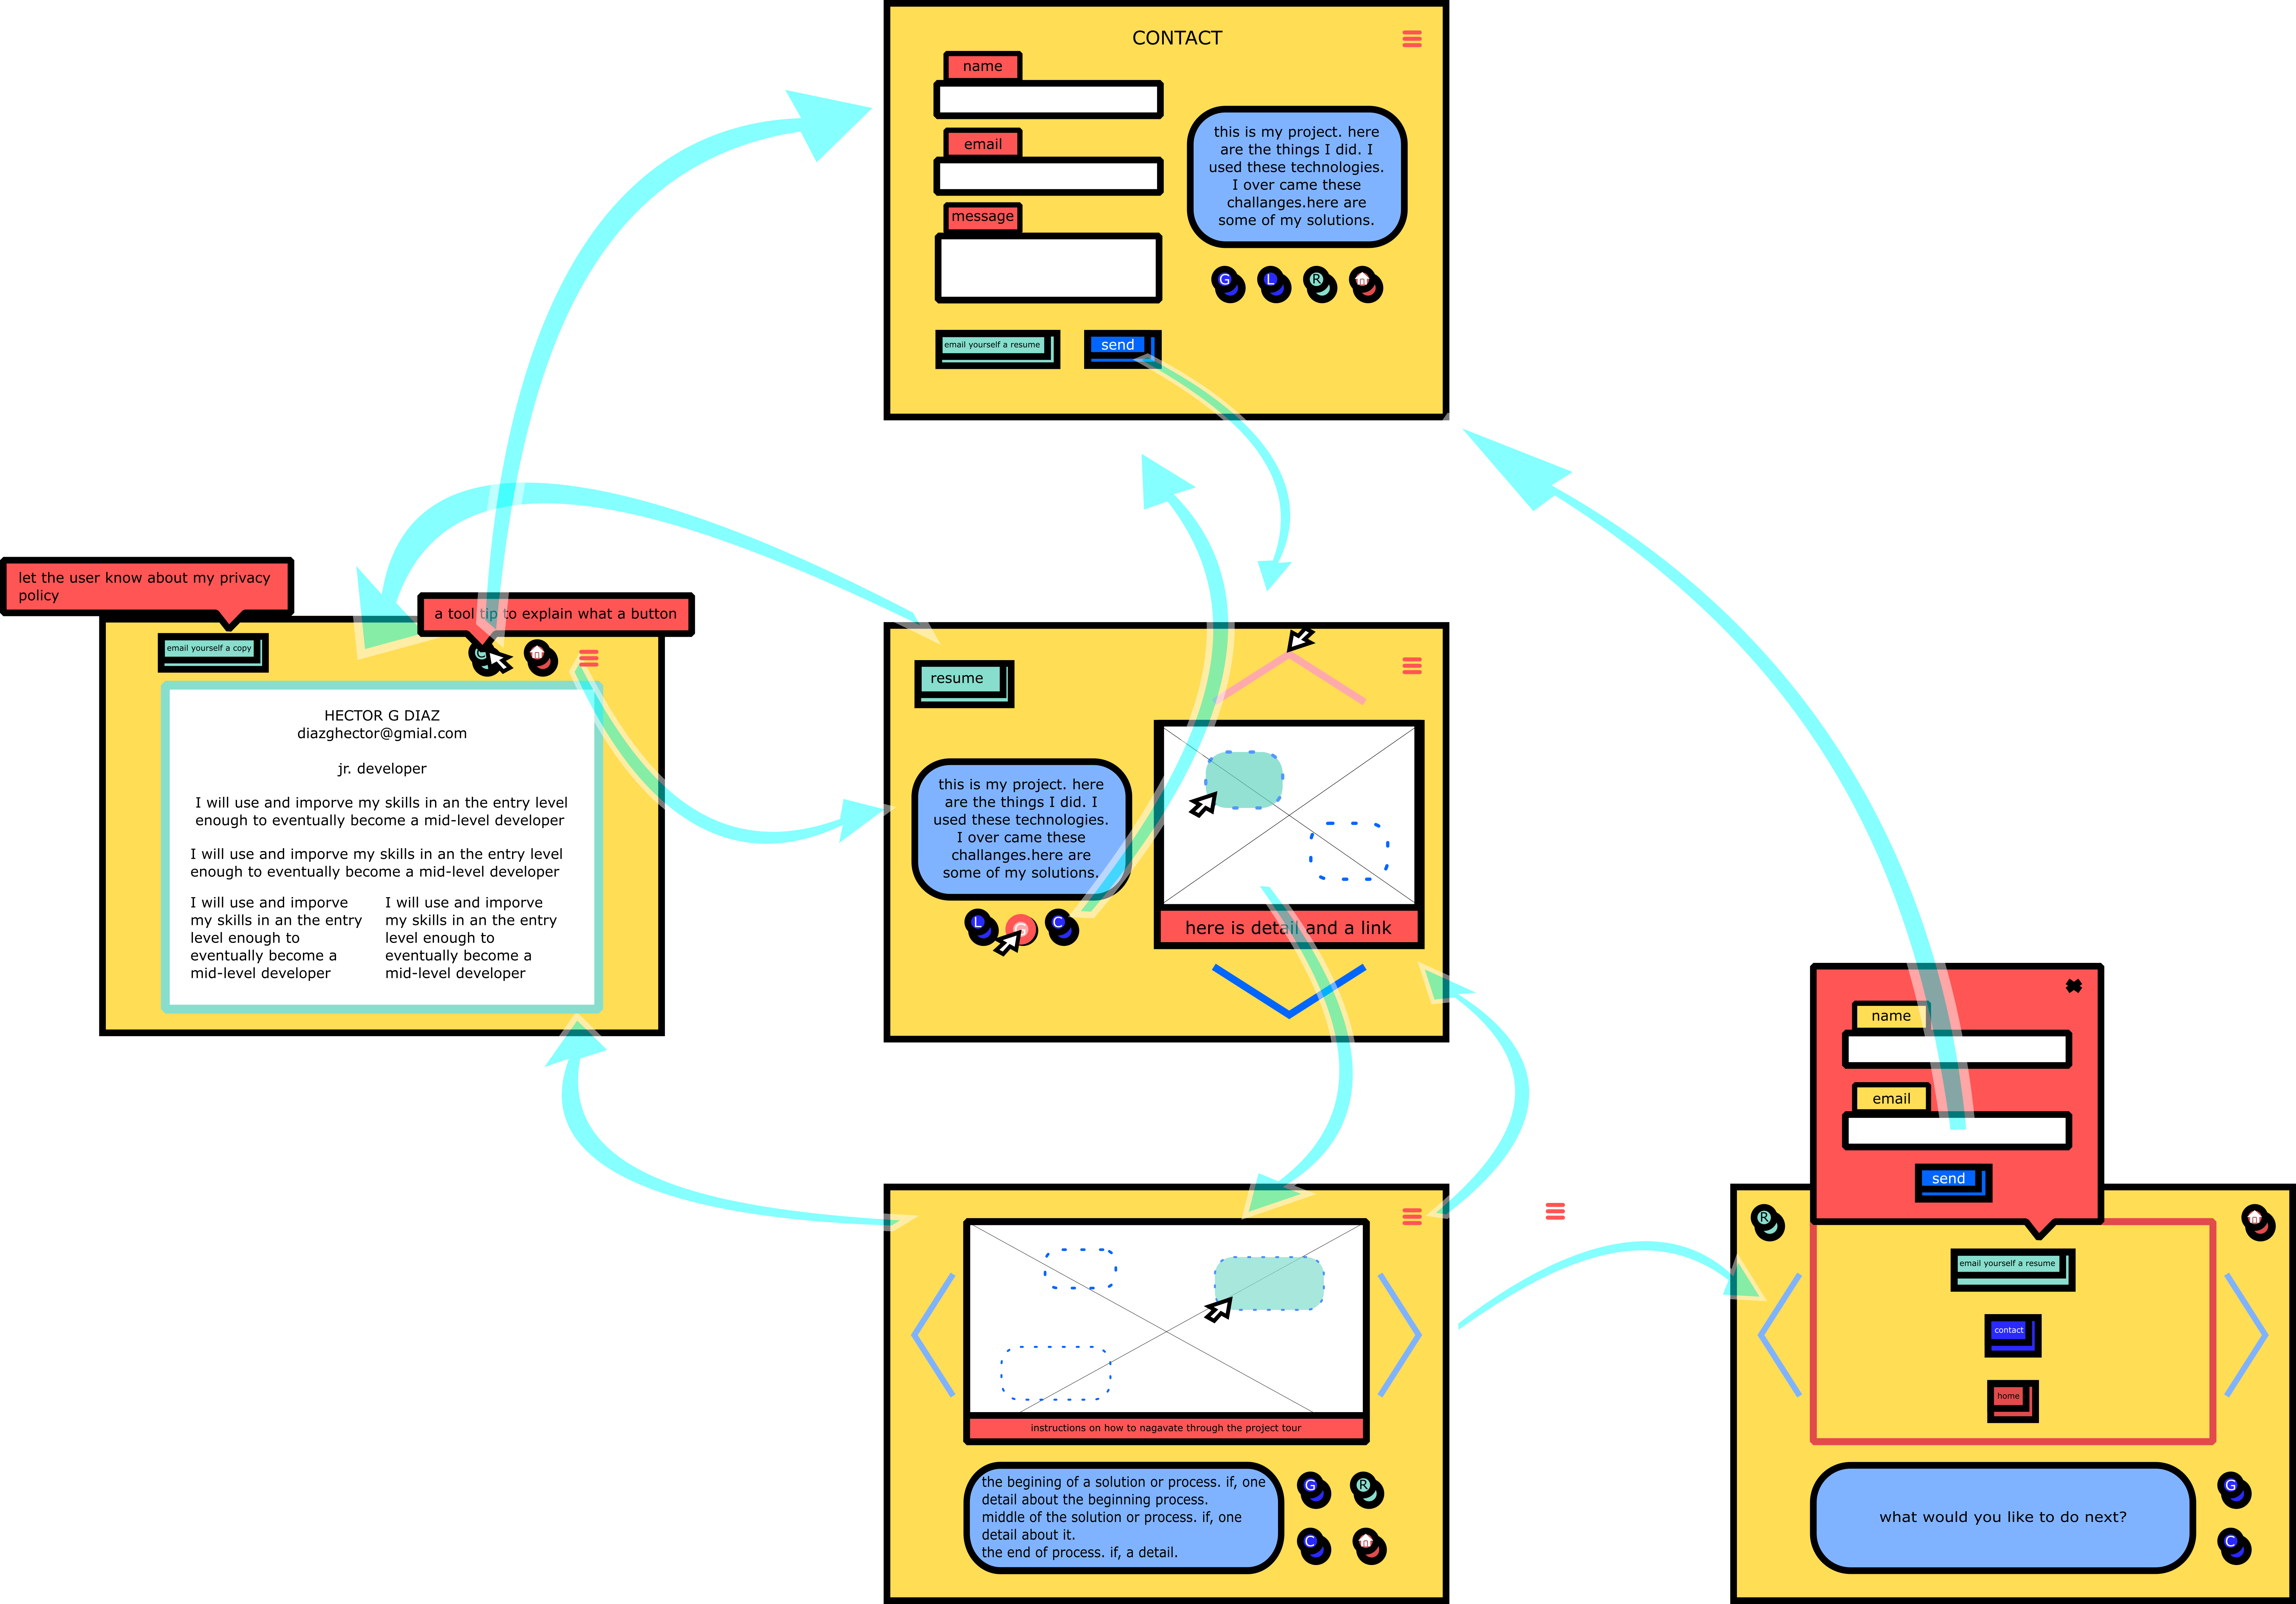 CONTACT
name
email
message
this is my project. here
are the things I did. I
used these technologies.
I over came these
challanges.here are
some of my solutions.
G
L
R
email yourself a resume
send
let the user know about my privacy
policy
a tool tip to explain what a button
email yourself a copy
C
HECTOR G DIAZ
diazghector@gmial.com
jr. developer
I will use and imporve my skills in an the entry level
enough to eventually become a mid-level developer
I will use and imporve my skills in an the entry level
enough to eventually become a mid-level developer
I will use and imporve
my skills in an the entry
level enough to
eventually become a
mid-level developer
I will use and imporve
my skills in an the entry
level enough to
eventually become a
mid-level developer
resume
this is my project. here
are the things I did. I
used these technologies.
I over came these
challanges.here are
some of my solutions.
L
G
C
here is detail and a link
instructions on how to nagavate through the project tour
the begining of a solution or process. if, one
detail about the beginning process.
middle of the solution or process. if, one
detail about it.
the end of process. if, a detail.
G
R
C
name
email
send
R
email yourself a resume
contact
home
what would you like to do next?
G
C